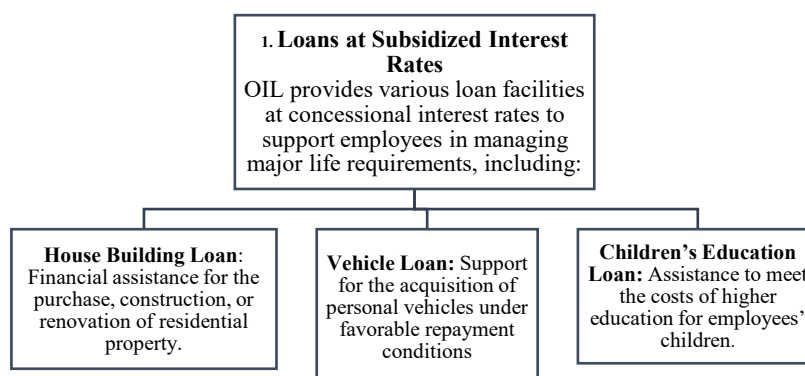 1. Loans at Subsidized Interest
Rates
OIL provides various loan facilities
at concessional interest rates to
support employees in managing
major life requirements, including:
House Building Loan:
Financial assistance for the
purchase, construction, or
renovation of residential
property.
Vehicle Loan: Support
for the acquisition of
personal vehicles under
favorable repayment
conditions
Children’s Education
Loan: Assistance to meet
the costs of higher
education for employees’
children.